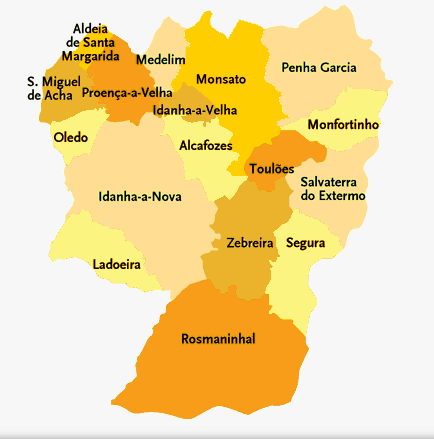 Aldeia
de Santa
Margarida
Medelim
Monsato
Penha Garcia
S. Miguel
de Acha
Proença-a-Velha
Idanha-a-Velha
Monfortinho
Oledo
Alcafozes
Toulões
Salvaterra
do Extermo
Idanha-a-Nova
Zebreira
Segura
Ladoeira
Rosmaninhal